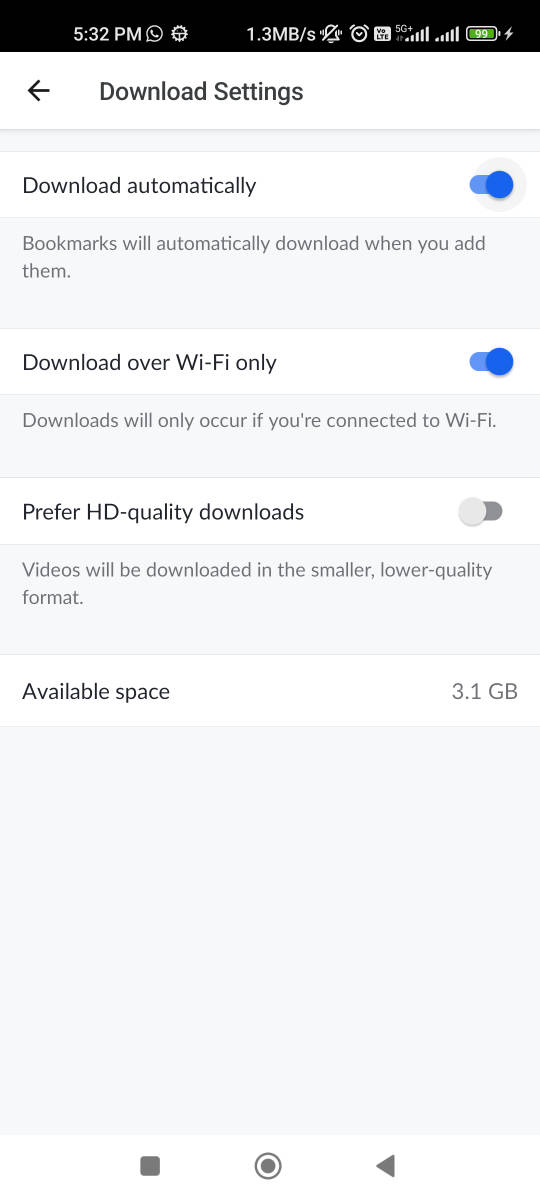 5:32 PM 1.3MB/s Vo LTE 5G+ 99
Download Settings
Download automatically
Bookmarks will automatically download when you add
them.
Download over Wi-Fi only
Downloads will only occur if you're connected to Wi-Fi.
Prefer HD-quality downloads
Videos will be downloaded in the smaller, lower-quality
format.
Available space 3.1 GB